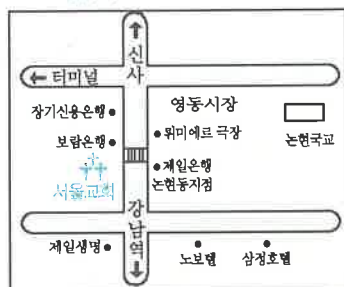 신사
← 터미널
장기신용은행
영동시장
뤼미에르 극장
논현국교
보람은행
제일은행
논현동지점
서울교회
강남역
제일생명
노보텔
삼정호텔